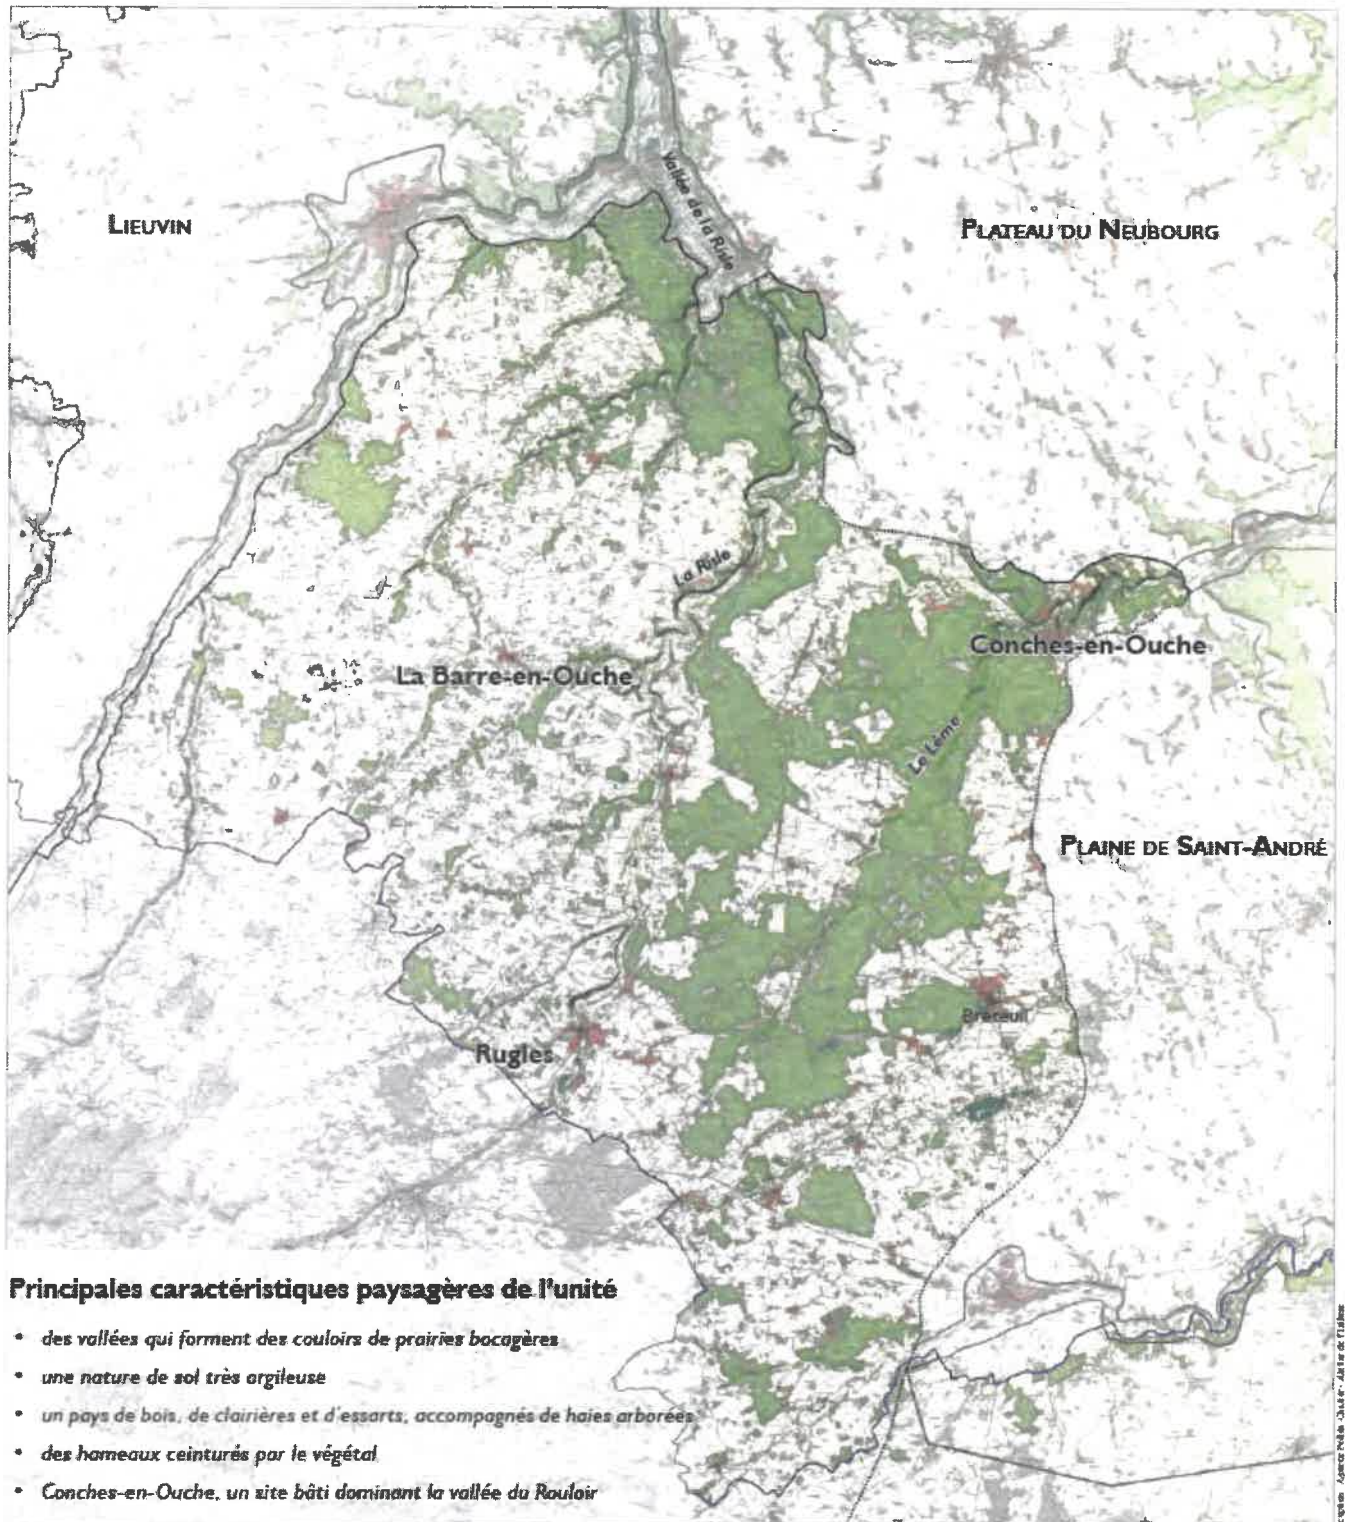 Vallée de la Risle
LIEUVIN
PLATEAU DU NEUBOURG
La Risle
Conches-en-Ouche
La Barre-en-Ouche
Le Lême
PLAINE DE SAINT-ANDRÉ
Breteuil
Rugles
Principales caractéristiques paysagères de l'unité
• des vallées qui forment des couloirs de prairies bocagères
• une nature de sol très argileuse
• un pays de bois, de clairières et d'essarts, accompagnés de haies arborées
• des hameaux ceinturés par le végétal
• Conches-en-Ouche, un site bâti dominant la vallée du Rouloir